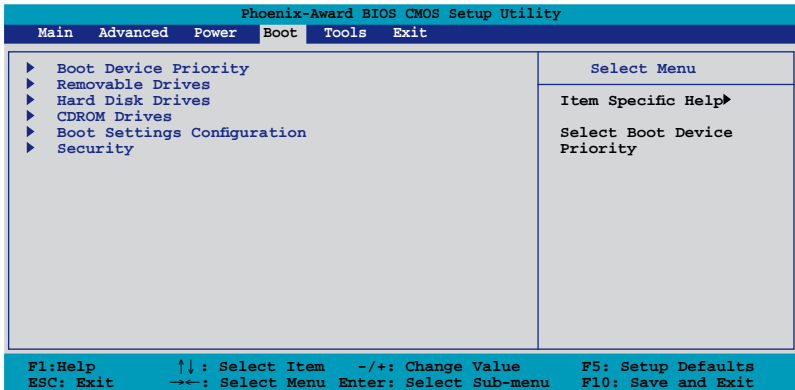 Phoenix-Award BIOS CMOS Setup Utility
Main Advanced Power Boot Tools Exit
Boot Device Priority
Removable Drives
Hard Disk Drives
CDROM Drives
Boot Settings Configuration
Security
Select Menu
Item Specific Help
Select Boot Device
Priority
F1:Help ↑↓: Select Item -/+: Change Value F5: Setup Defaults
ESC: Exit →←: Select Menu Enter: Select Sub-menu F10: Save and Exit